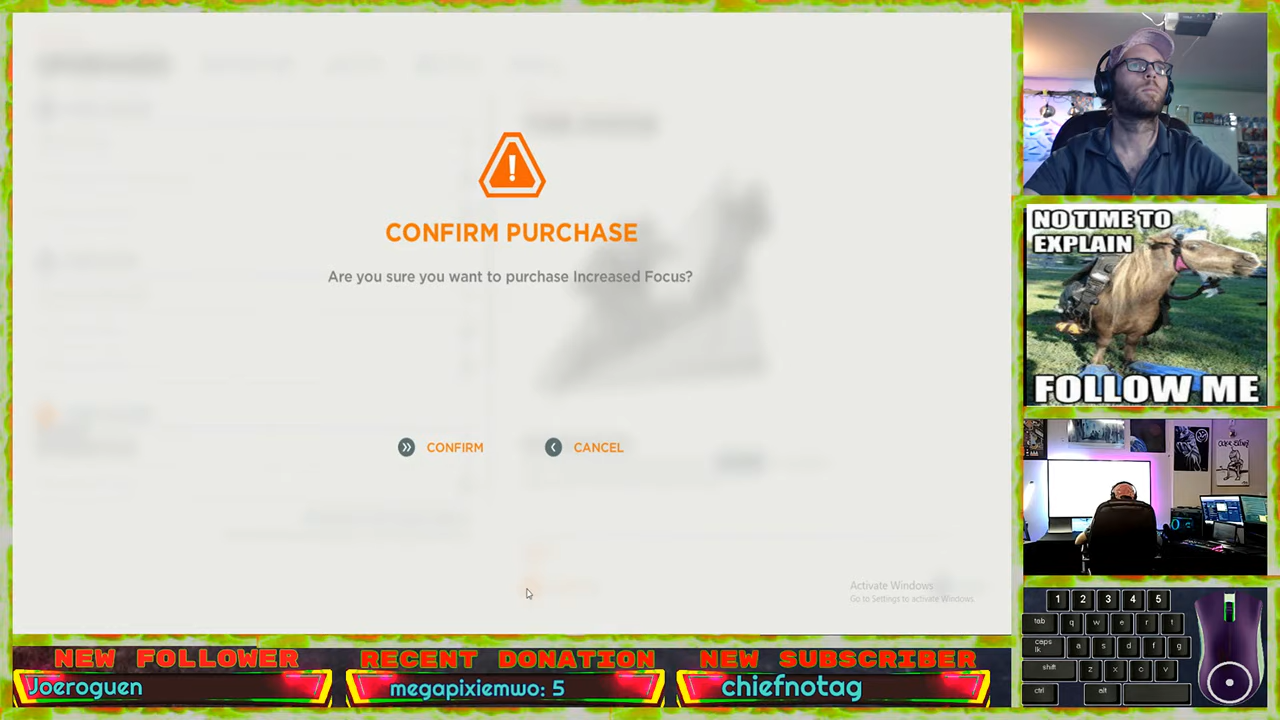 CONFIRM PURCHASE
Are you sure you want to purchase Increased Focus?
CONFIRM
CANCEL
Activate Windows
Go to Settings to activate Windows.
NO TIME TO
EXPLAIN
FOLLOW ME
1 2 3 4 5
tab q w e r t
caps lk a s d f g
shift z x c v
ctrl alt
NEW FOLLOWER
Joeroguen
RECENT DONATION
megapixiemwo: 5
NEW SUBSCRIBER
chiefnotag